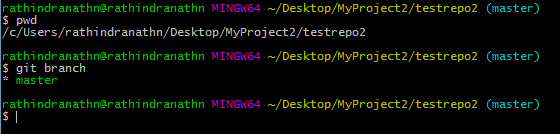 rathindranathn@rathindranathn MINGW64 ~/Desktop/MyProject2/testrepo2 (master)
$ pwd
/c/Users/rathindranathn/Desktop/MyProject2/testrepo2

rathindranathn@rathindranathn MINGW64 ~/Desktop/MyProject2/testrepo2 (master)
$ git branch
* master

rathindranathn@rathindranathn MINGW64 ~/Desktop/MyProject2/testrepo2 (master)
$